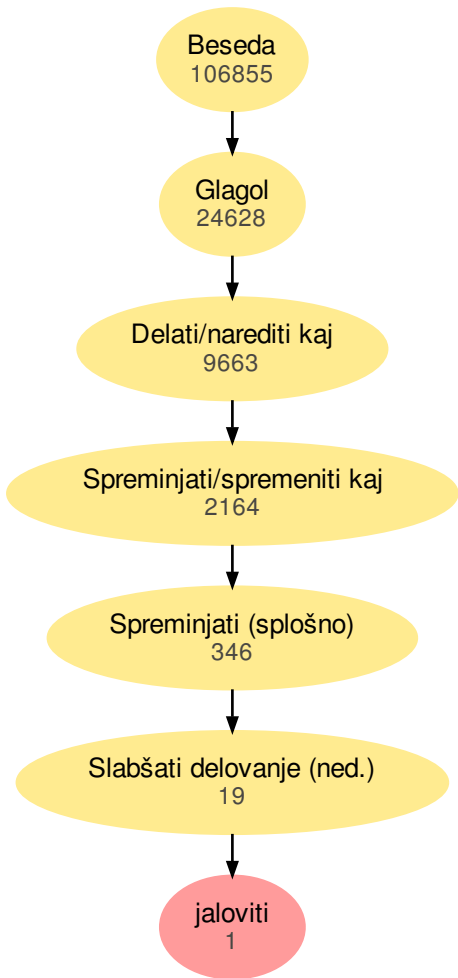 Beseda
106855
Glagol
24628
Delati/narediti kaj
9663
Spreminjati/spremeniti kaj
2164
Spreminjati (splošno)
346
Slabšati delovanje (ned.)
19
jaloviti
1